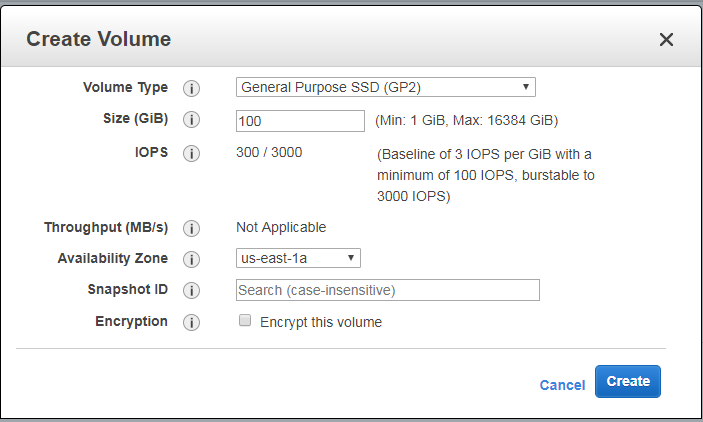 Create Volume
Volume Type General Purpose SSD (GP2)
Size (GiB) 100 (Min: 1 GiB, Max: 16384 GiB)
IOPS 300 / 3000 (Baseline of 3 IOPS per GiB with a
minimum of 100 IOPS, burstable to
3000 IOPS)
Throughput (MB/s) Not Applicable
Availability Zone us-east-1a
Snapshot ID Search (case-insensitive)
Encryption Encrypt this volume
Cancel Create